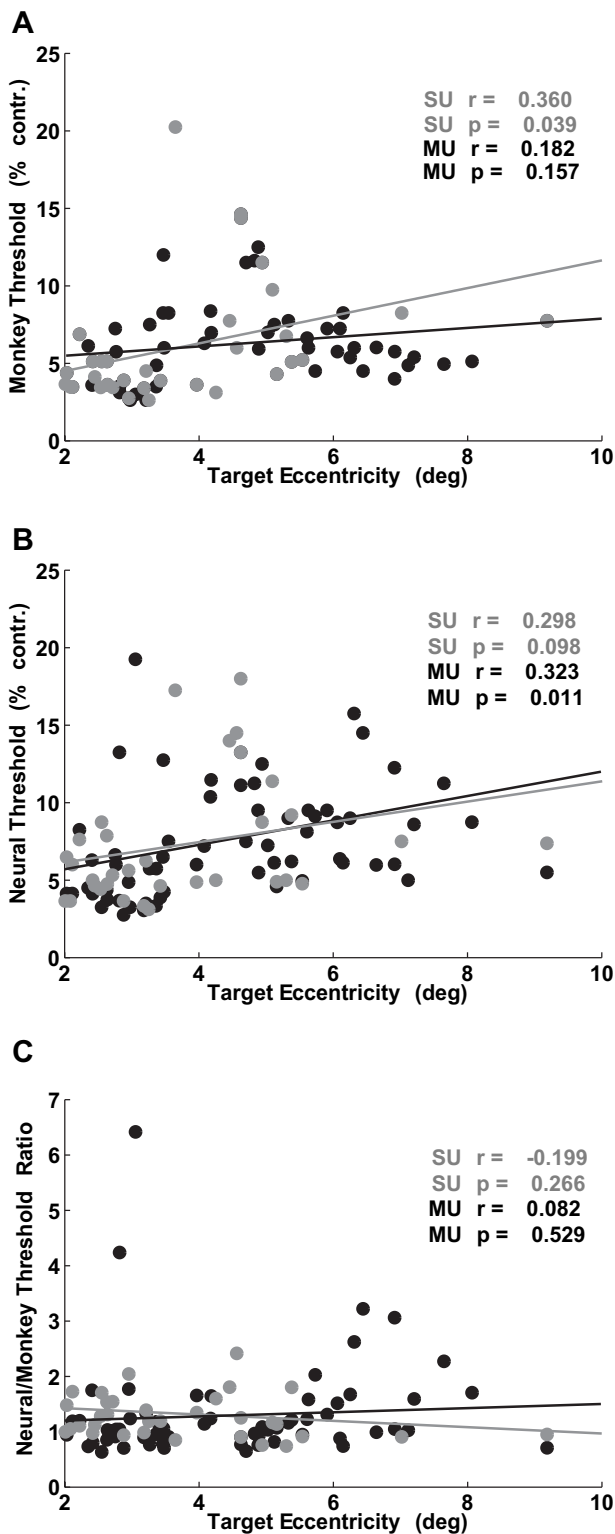 A
25
20
15
10
5
0
Monkey Threshold (% contr.)
SU r = 0.360
SU p = 0.039
MU r = 0.182
MU p = 0.157
2 4 6 8 10
Target Eccentricity (deg)
B
25
20
15
10
5
0
Neural Threshold (% contr.)
SU r = 0.298
SU p = 0.098
MU r = 0.323
MU p = 0.011
2 4 6 8 10
Target Eccentricity (deg)
C
7
6
5
4
3
2
1
0
Neural/Monkey Threshold Ratio
SU r = -0.199
SU p = 0.266
MU r = 0.082
MU p = 0.529
2 4 6 8 10
Target Eccentricity (deg)